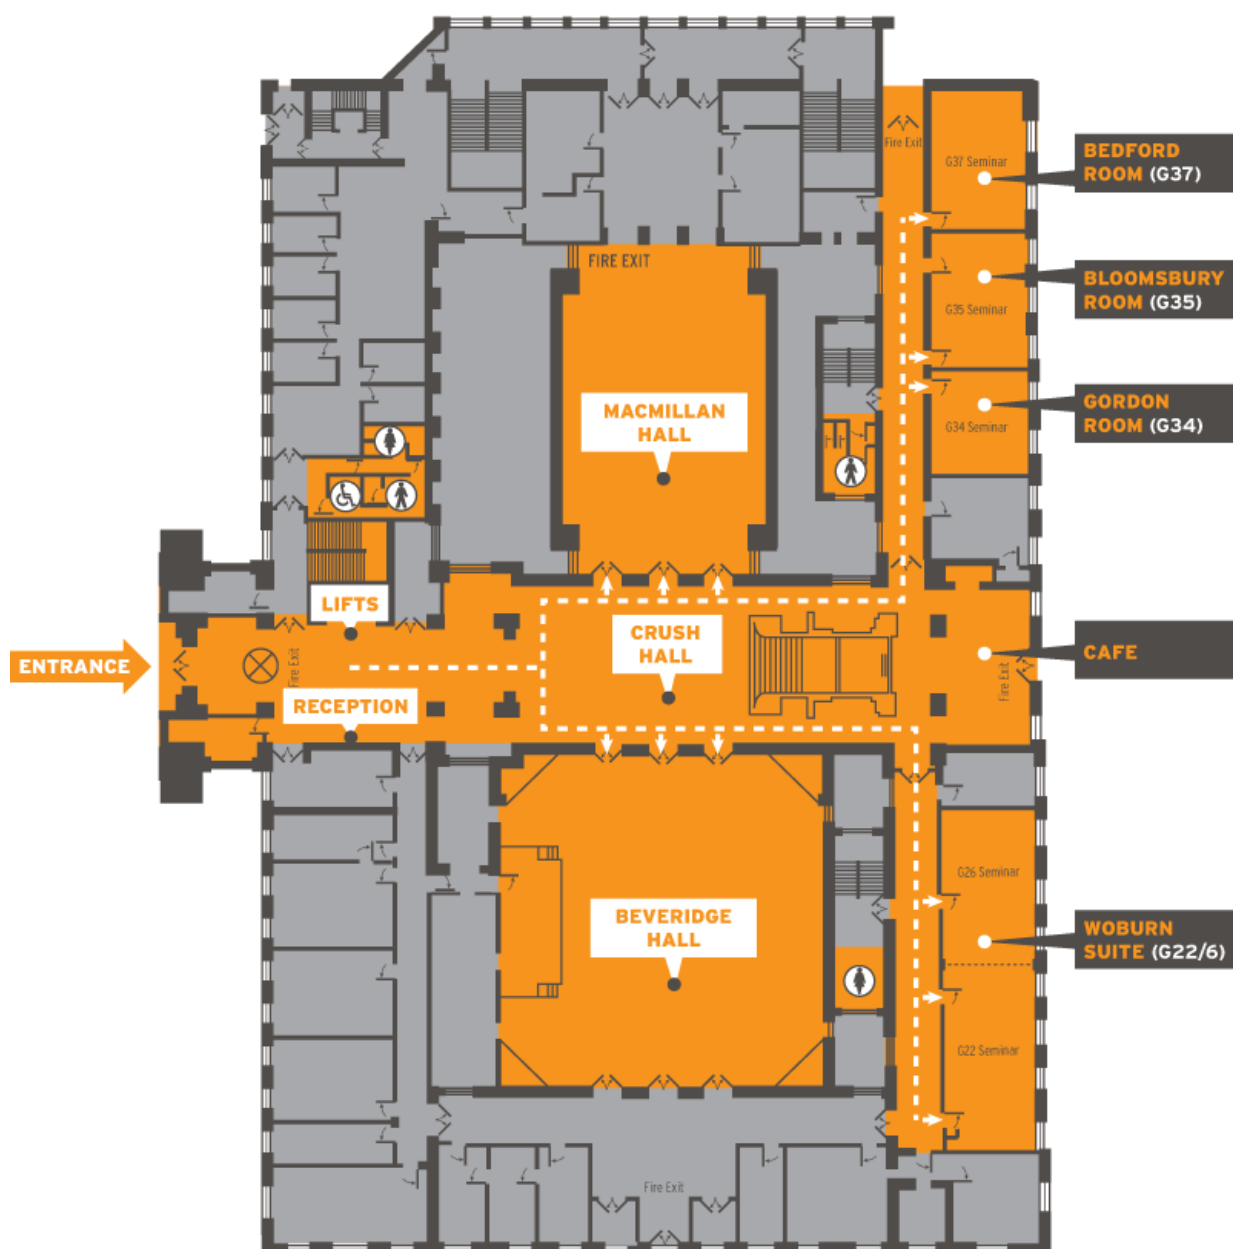 Fire Exit
G37 Seminar
BEDFORD
ROOM (G37)
FIRE EXIT
BLOOMSBURY
ROOM (G35)
G35 Seminar
MACMILLAN
HALL
GORDON
ROOM (G34)
G34 Seminar
LIFTS
ENTRANCE
Fire Exit
CRUSH
HALL
Fire Exit
CAFE
RECEPTION
G26 Seminar
BEVERIDGE
HALL
WOBURN
SUITE (G22/6)
G22 Seminar
Fire Exit